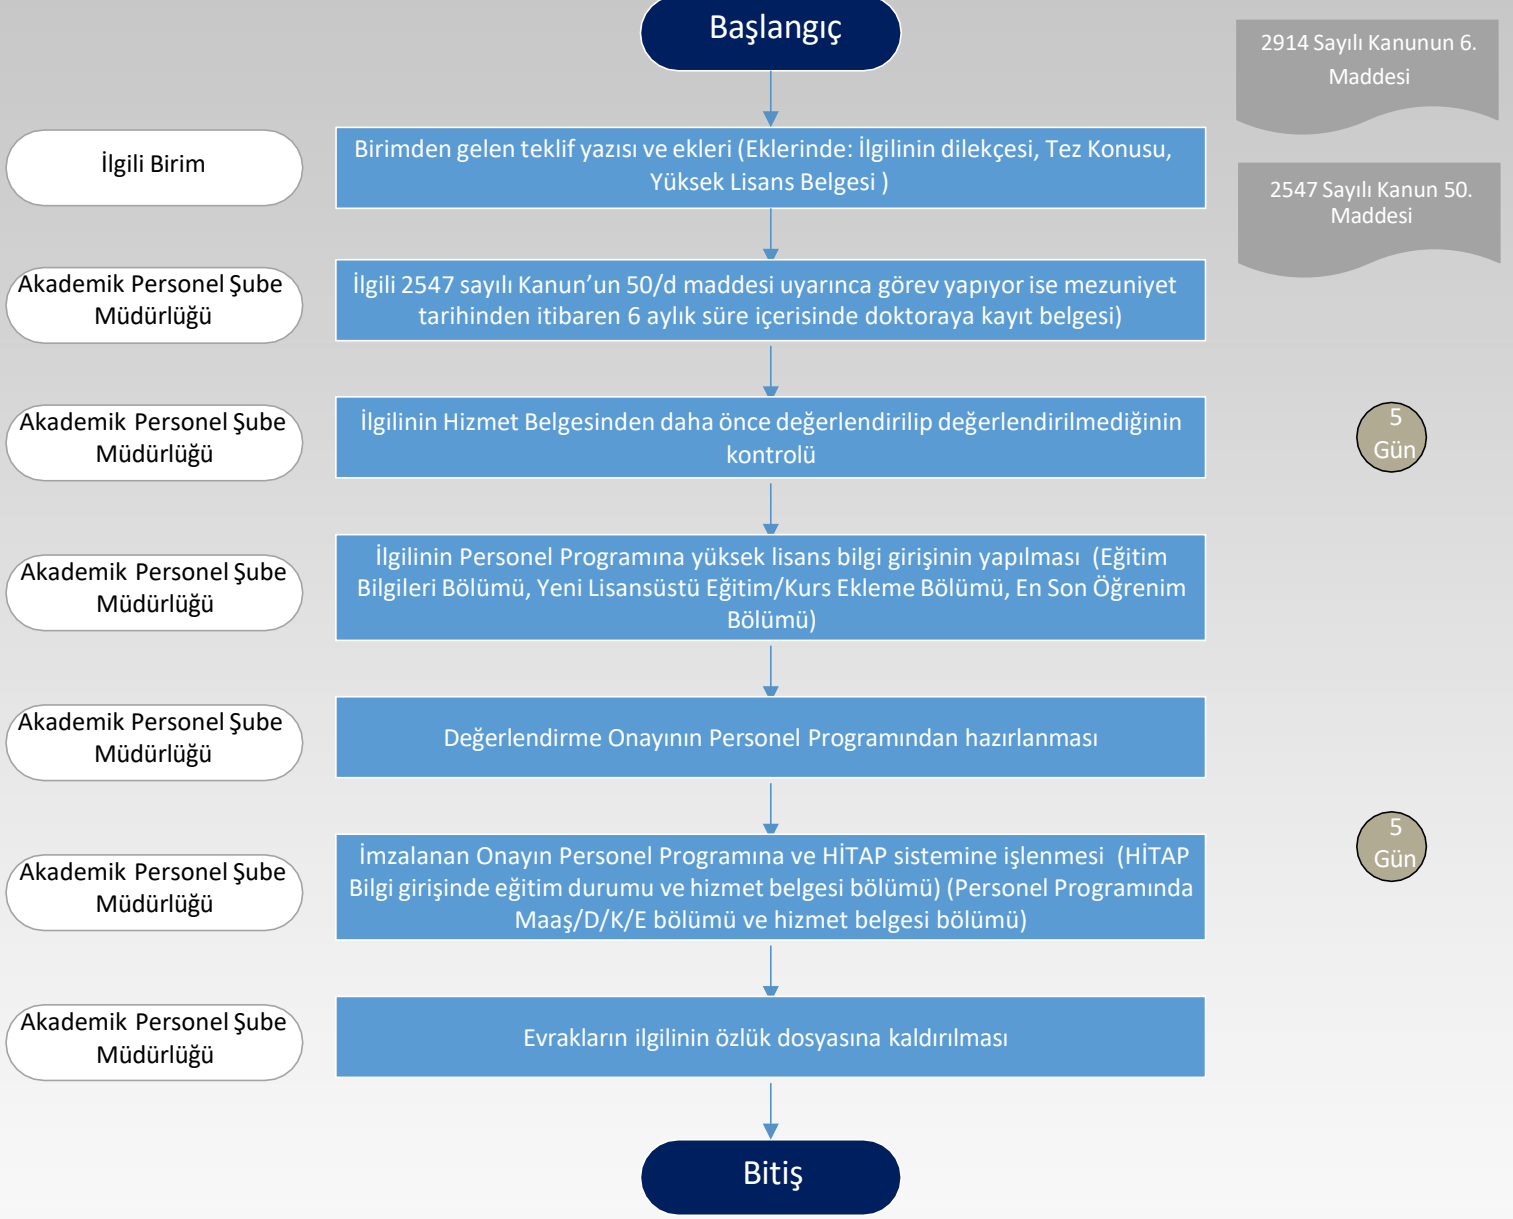 Başlangıç
2914 Sayılı Kanunun 6.
Maddesi
İlgili Birim
Birimden gelen teklif yazısı ve ekleri (Eklerinde: İlgilinin dilekçesi, Tez Konusu,
Yüksek Lisans Belgesi )
2547 Sayılı Kanun 50.
Maddesi
Akademik Personel Şube
Müdürlüğü
İlgili 2547 sayılı Kanun’un 50/d maddesi uyarınca görev yapıyor ise mezuniyet
tarihinden itibaren 6 aylık süre içerisinde doktoraya kayıt belgesi)
Akademik Personel Şube
Müdürlüğü
İlgilinin Hizmet Belgesinden daha önce değerlendirilip değerlendirilmediğinin
kontrolü
5
Gün
Akademik Personel Şube
Müdürlüğü
İlgilinin Personel Programına yüksek lisans bilgi girişinin yapılması (Eğitim
Bilgileri Bölümü, Yeni Lisansüstü Eğitim/Kurs Ekleme Bölümü, En Son Öğrenim
Bölümü)
Akademik Personel Şube
Müdürlüğü
Değerlendirme Onayının Personel Programından hazırlanması
Akademik Personel Şube
Müdürlüğü
İmzalanan Onayın Personel Programına ve HİTAP sistemine işlenmesi (HİTAP
Bilgi girişinde eğitim durumu ve hizmet belgesi bölümü) (Personel Programında
Maaş/D/K/E bölümü ve hizmet belgesi bölümü)
5
Gün
Akademik Personel Şube
Müdürlüğü
Evrakların ilgilinin özlük dosyasına kaldırılması
Bitiş